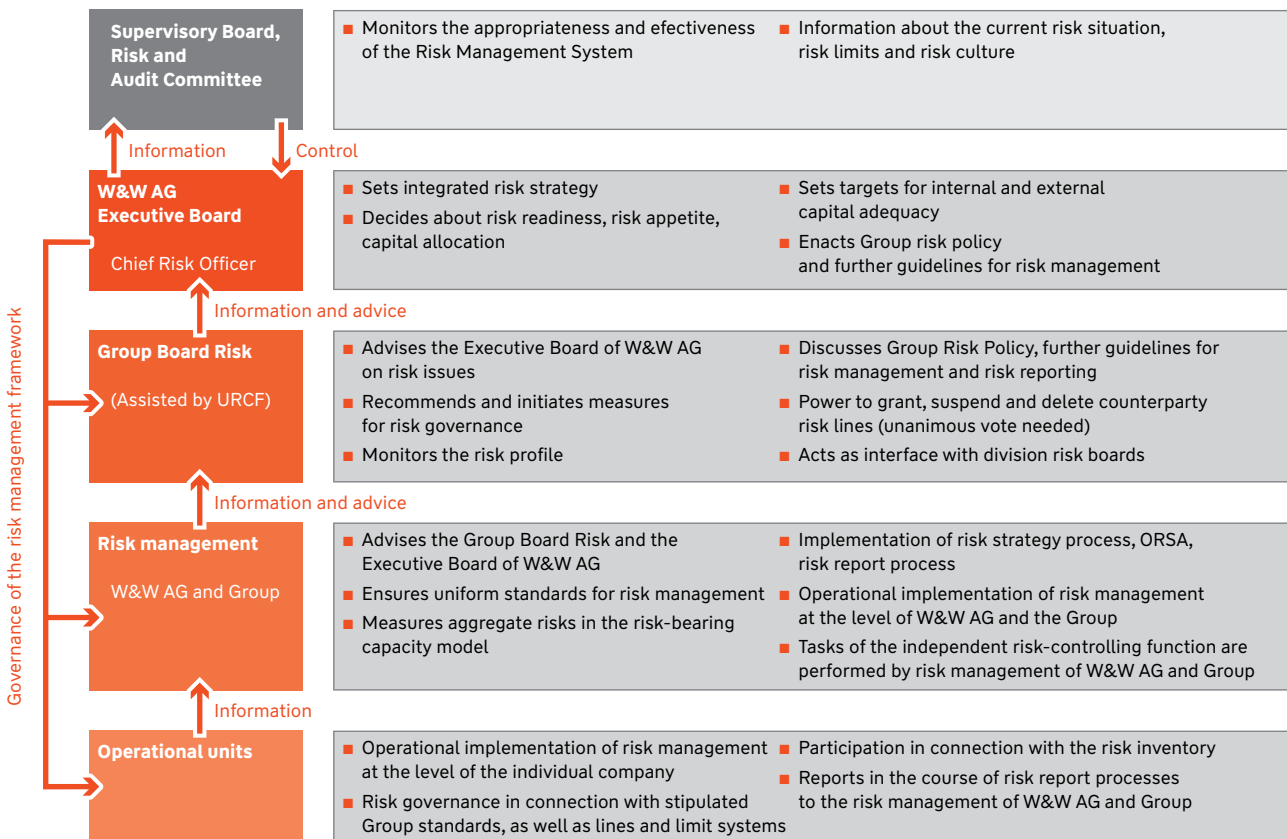 Supervisory Board,
Risk and
Audit Committee
■ Monitors the appropriateness and efectiveness
of the Risk Management System
■ Information about the current risk situation,
risk limits and risk culture
Information
Control
W&W AG
Executive Board
Chief Risk Officer
■ Sets integrated risk strategy
■ Decides about risk readiness, risk appetite,
capital allocation
■ Sets targets for internal and external
capital adequacy
■ Enacts Group risk policy
and further guidelines for risk management
Information and advice
Governance of the risk management framework
Group Board Risk
(Assisted by URCF)
■ Advises the Executive Board of W&W AG
on risk issues
■ Recommends and initiates measures
for risk governance
■ Monitors the risk profile
■ Discusses Group Risk Policy, further guidelines for
risk management and risk reporting
■ Power to grant, suspend and delete counterparty
risk lines (unanimous vote needed)
■ Acts as interface with division risk boards
Information and advice
Risk management
W&W AG and Group
■ Advises the Group Board Risk and the
Executive Board of W&W AG
■ Ensures uniform standards for risk management
■ Measures aggregate risks in the risk-bearing
capacity model
■ Implementation of risk strategy process, ORSA,
risk report process
■ Operational implementation of risk management
at the level of W&W AG and the Group
■ Tasks of the independent risk-controlling function are
performed by risk management of W&W AG and Group
Information
Operational units
■ Operational implementation of risk management
at the level of the individual company
■ Risk governance in connection with stipulated
Group standards, as well as lines and limit systems
■ Participation in connection with the risk inventory
■ Reports in the course of risk report processes
to the risk management of W&W AG and Group